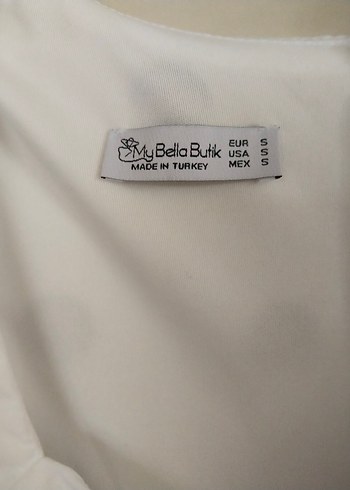 My Bella Butik
MADE IN TURKEY
EUR S
USA S
MEX S